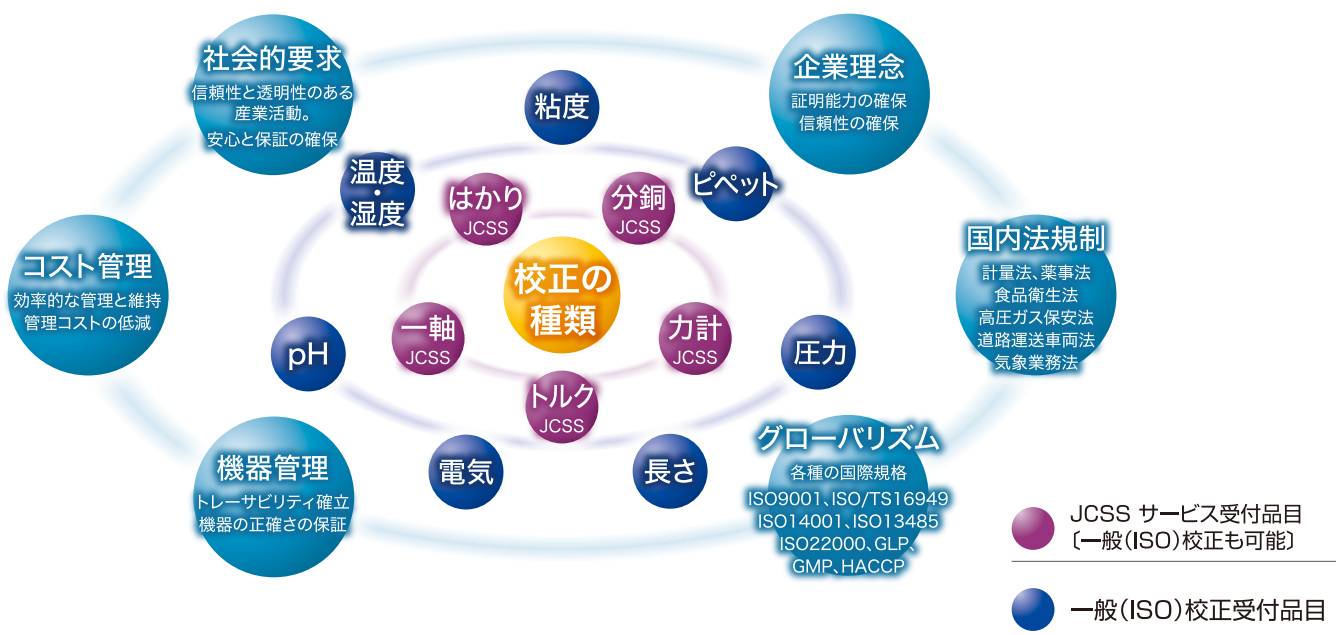 社会的要求
信頼性と透明性のある
産業活動。
安心と保証の確保
企業理念
証明能力の確保
信頼性の確保
粘度
温度
・
湿度
ピペット
はかり
JCSS
分銅
JCSS
校正の
種類
コスト管理
効率的な管理と維持
管理コストの低減
国内法規制
計量法、薬事法
食品衛生法
高圧ガス保安法
道路運送車両法
気象業務法
pH
一軸
JCSS
力計
JCSS
圧力
トルク
JCSS
電気
長さ
機器管理
トレーサビリティ確立
機器の正確さの保証
グローバリズム
各種の国際規格
ISO9001、ISO/TS16949
ISO14001、ISO13485
ISO22000、GLP、
GMP、HACCP
JCSS サービス受付品目
〔一般(ISO)校正も可能〕
一般(ISO)校正受付品目